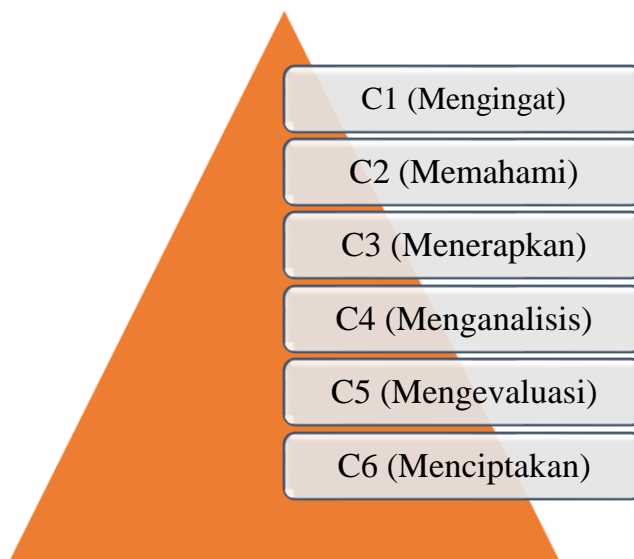 C1 (Mengingat)
C2 (Memahami)
C3 (Menerapkan)
C4 (Menganalisis)
C5 (Mengevaluasi)
C6 (Menciptakan)